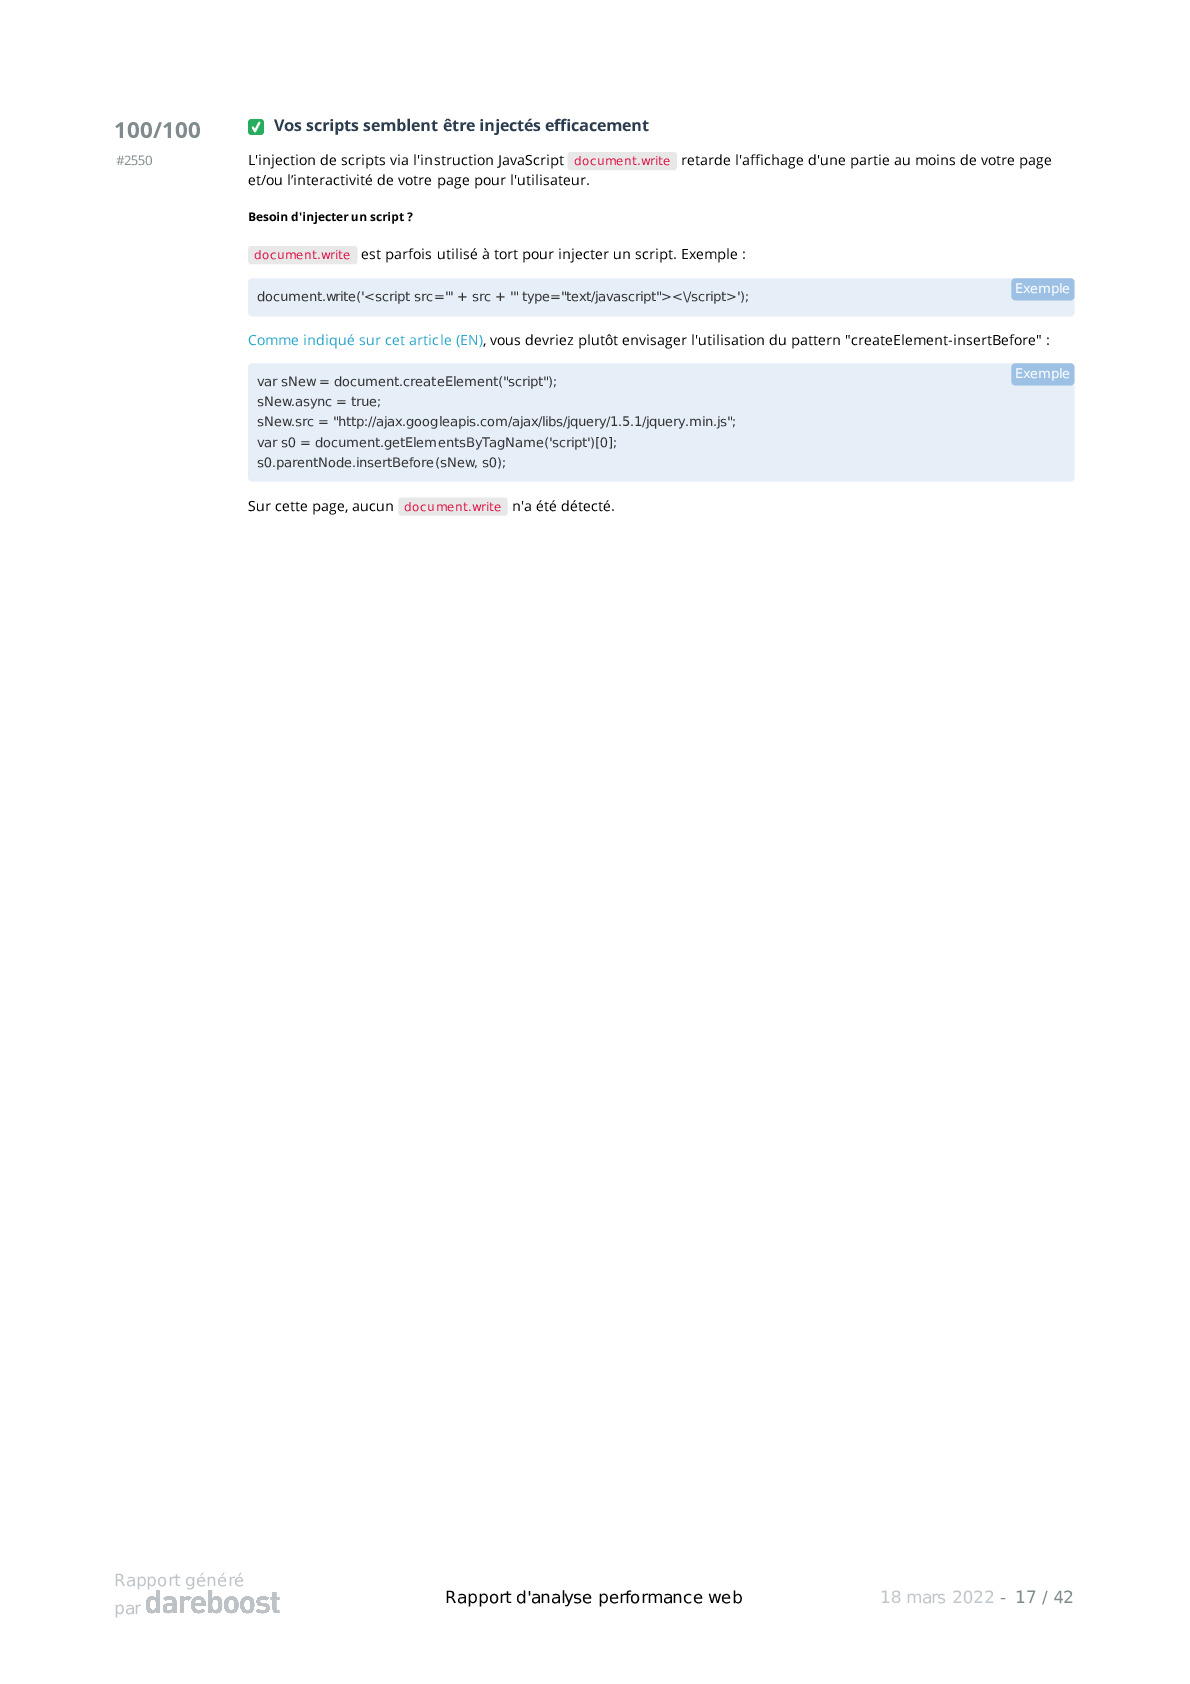 100/100
#2550
Vos scripts semblent être injectés efficacement
L'injection de scripts via l'instruction JavaScript document.write retarde l'affichage d'une partie au moins de votre page
et/ou l’interactivité de votre page pour l'utilisateur.
Besoin d'injecter un script ?
document.write est parfois utilisé à tort pour injecter un script. Exemple :
Exemple
document.write('<script src="' + src + '" type="text/javascript"><\/script>');
Comme indiqué sur cet article (EN), vous devriez plutôt envisager l'utilisation du pattern "createElement-insertBefore" :
Exemple
var sNew = document.createElement("script");
sNew.async = true;
sNew.src = "http://ajax.googleapis.com/ajax/libs/jquery/1.5.1/jquery.min.js";
var s0 = document.getElementsByTagName('script')[0];
s0.parentNode.insertBefore(sNew, s0);
Sur cette page, aucun document.write n'a été détecté.
Rapport généré
par dareboost
Rapport d'analyse performance web
18 mars 2022 - 17 / 42